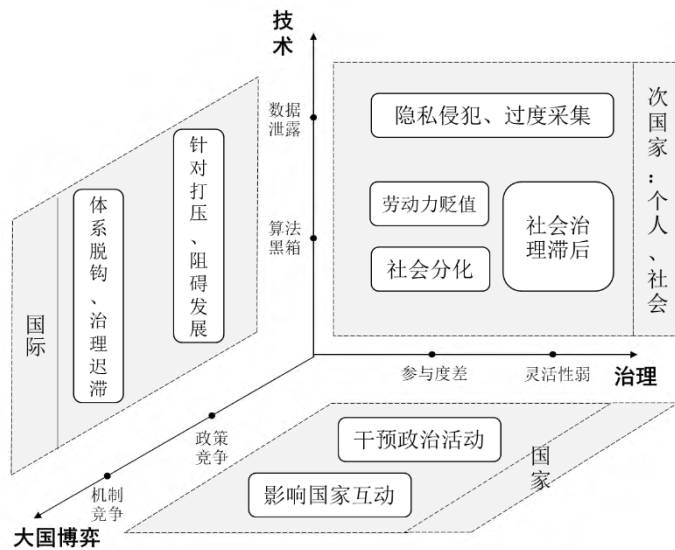 技
术
数据
泄露
算法
黑箱
隐私侵犯、过度采集
劳动力贬值
社会分化
社会治
理滞后
次国家：个人、社会
针对打压、阻碍发展
体系脱钩、治理迟滞
国际
参与度差
灵活性弱
治理
政策
竞争
机制
竞争
大国博弈
干预政治活动
影响国家互动
国家